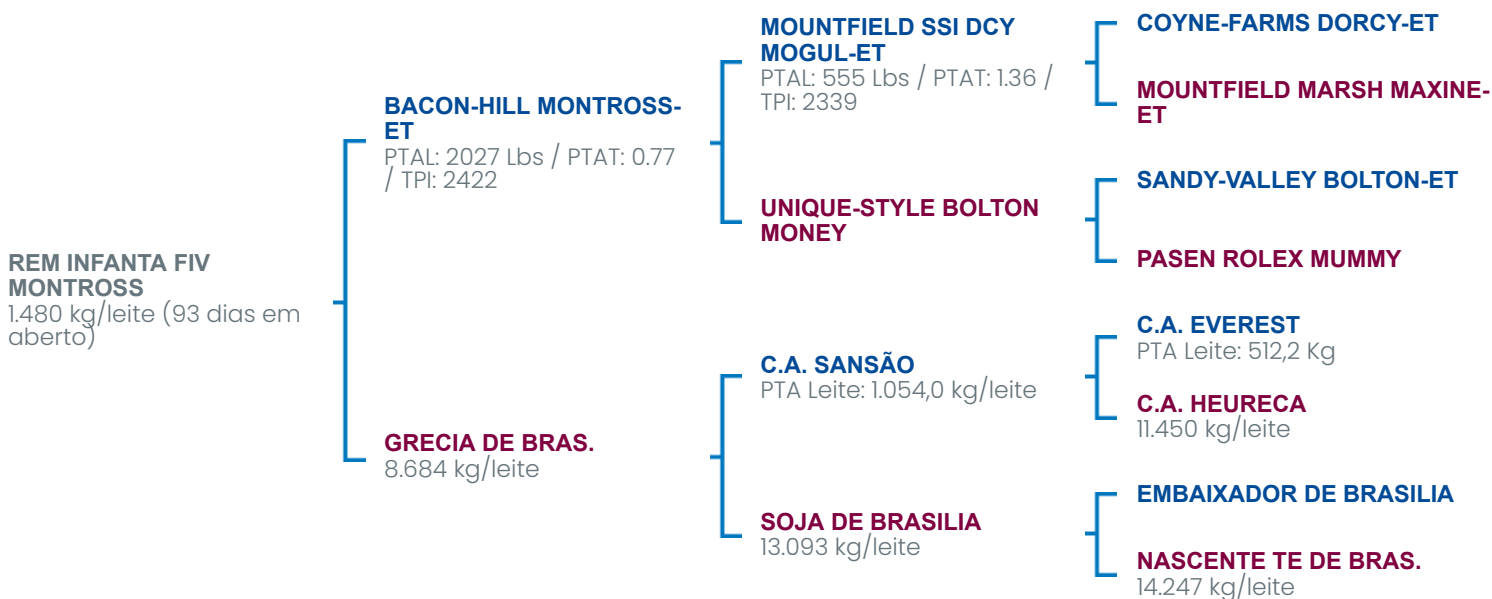 REM INFANTA FIV
MONTROSS
1.480 kg/leite (93 dias em
aberto)
BACON-HILL MONTROSS-
ET
PTAL: 2027 Lbs / PTAT: 0.77
/ TPI: 2422
GRECIA DE BRAS.
8.684 kg/leite
MOUNTFIELD SSI DCY
MOGUL-ET
PTAL: 555 Lbs / PTAT: 1.36 /
TPI: 2339
UNIQUE-STYLE BOLTON
MONEY
C.A. SANSÃO
PTA Leite: 1.054,0 kg/leite
SOJA DE BRASILIA
13.093 kg/leite
COYNE-FARMS DORCY-ET
MOUNTFIELD MARSH MAXINE-
ET
SANDY-VALLEY BOLTON-ET
PASEN ROLEX MUMMY
C.A. EVEREST
PTA Leite: 512,2 Kg
C.A. HEURECA
11.450 kg/leite
EMBAIXADOR DE BRASILIA
NASCENTE TE DE BRAS.
14.247 kg/leite